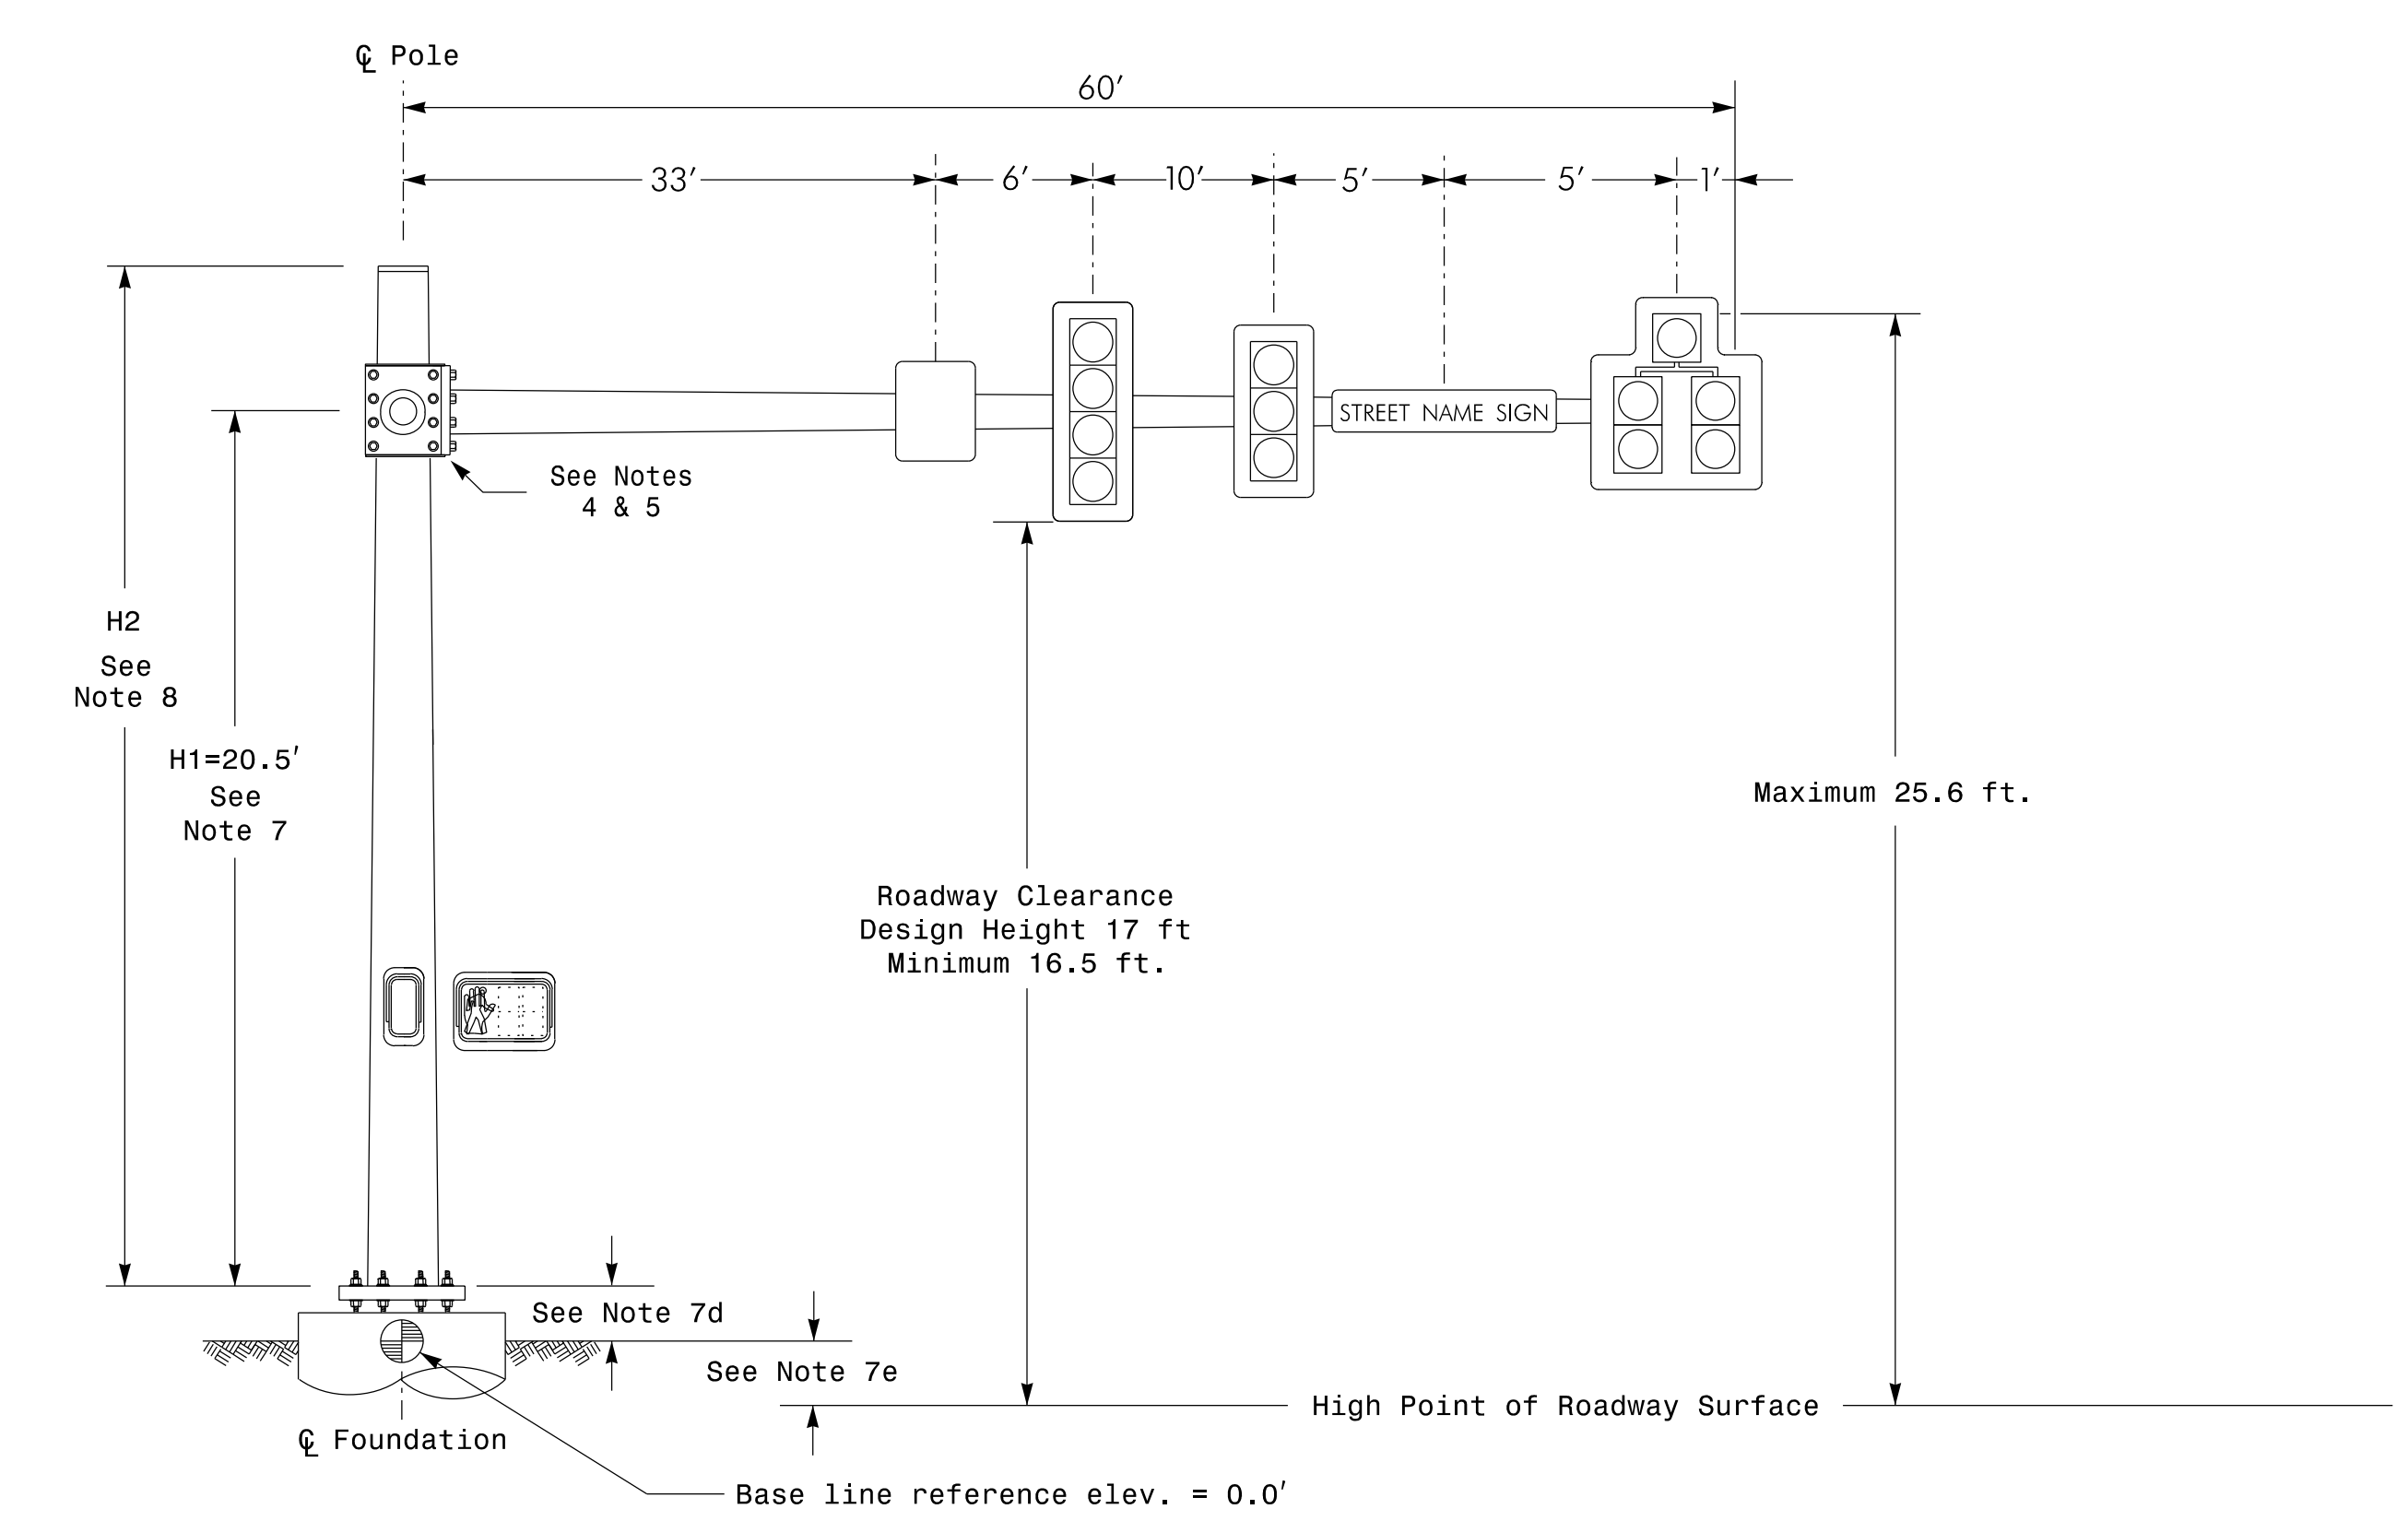 ℄ Pole
60'
33'
6'
10'
5'
5'
1'
STREET NAME SIGN
See Notes
4 & 5
H2
See
Note 8
H1=20.5'
See
Note 7
Maximum 25.6 ft.
Roadway Clearance
Design Height 17 ft
Minimum 16.5 ft.
See Note 7d
See Note 7e
High Point of Roadway Surface
℄ Foundation
Base line reference elev. = 0.0'